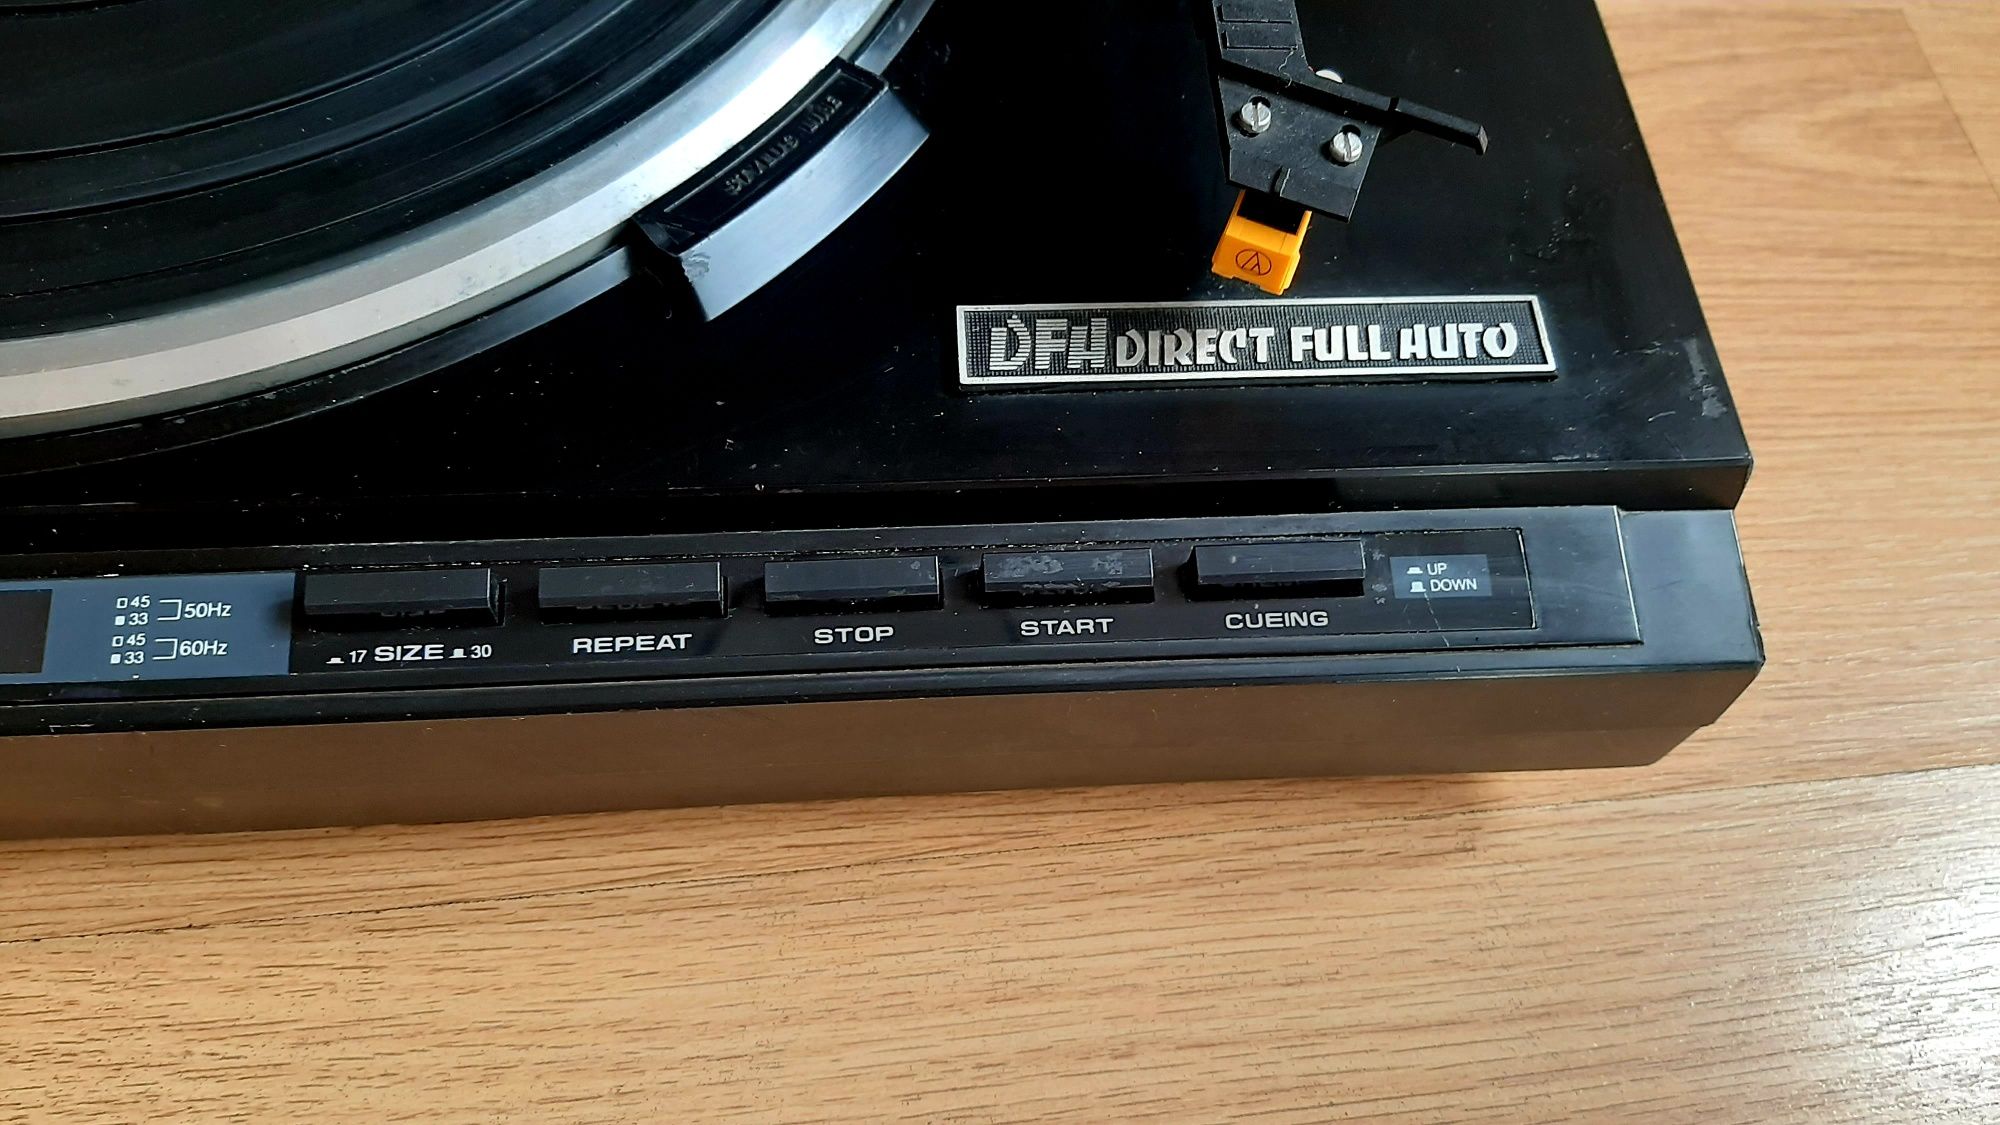 DFA DIRECT FULL AUTO
45
33
50Hz
45
33
60Hz
17 SIZE 30
REPEAT
STOP
START
CUEING
UP
DOWN